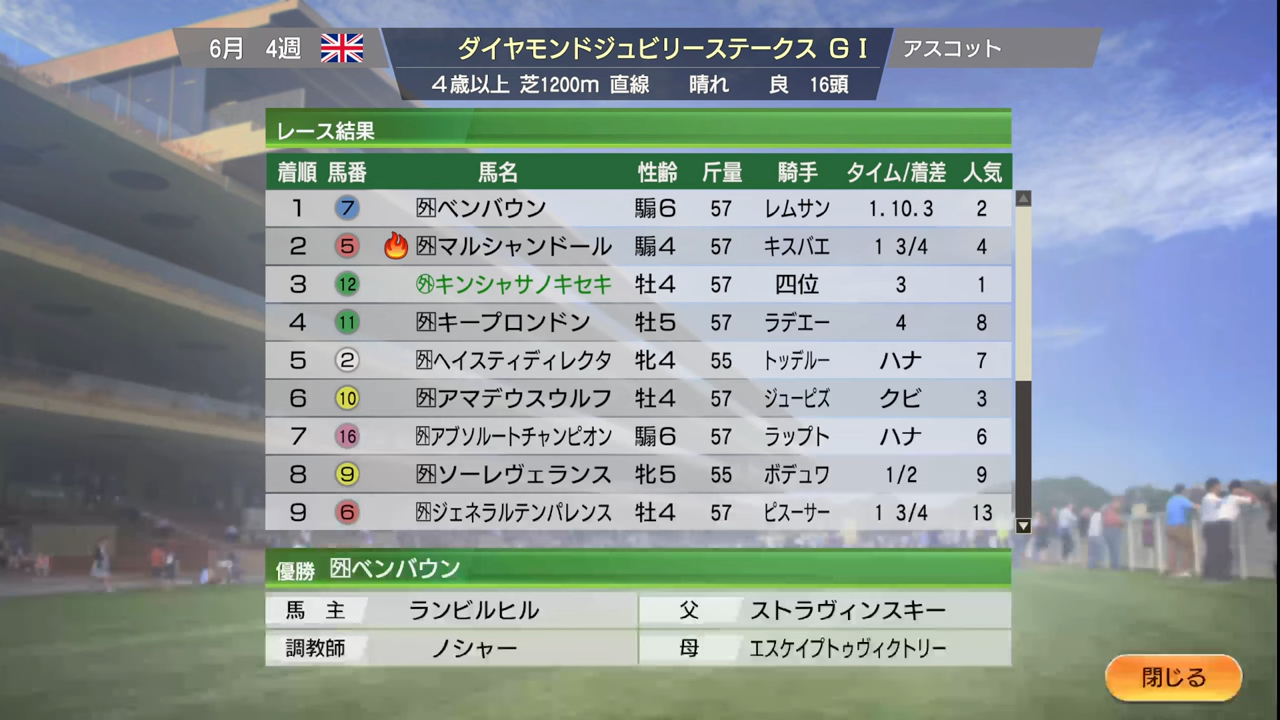 6月 4週 ダイヤモンドジュビリーステークス GⅠ アスコット
4歳以上 芝1200m 直線 晴れ 良 16頭
レース結果
着順 馬番 馬名 性齢 斤量 騎手 タイム/着差 人気
1 7 外ベンバウン 騸6 57 レムサン 1.10.3 2
2 5 外マルシャンドール 騸4 57 キスバエ 1 3/4 4
3 12 外キンシャサノキセキ 牡4 57 四位 3 1
4 11 外キープロンドン 牡5 57 ラデエー 4 8
5 2 外ヘイスティディレクタ 牝4 55 トッデルー ハナ 7
6 10 外アマデウスウルフ 牡4 57 ジューピズ クビ 3
7 16 外アブソルートチャンピオン 騸6 57 ラップト ハナ 6
8 9 外ソーレヴェランス 牝5 55 ボデュワ 1/2 9
9 6 外ジェネラルテンパレンス 牡4 57 ピスーサー 1 3/4 13
優勝 外ベンバウン
馬主 ランビルヒル 父 ストラヴィンスキー
調教師 ノシャー 母 エスケイプトゥヴィクトリー
閉じる